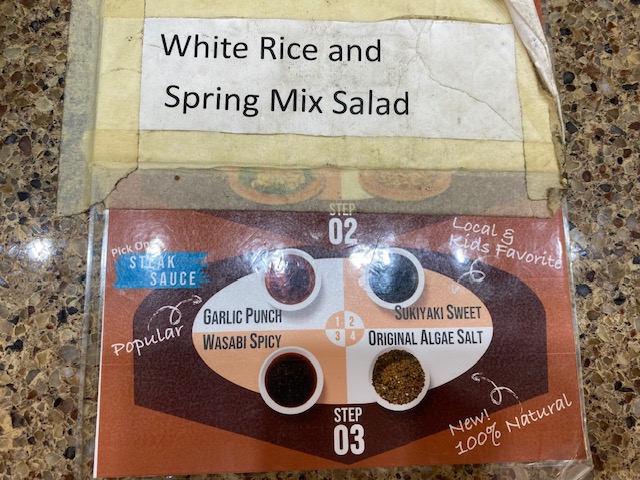 White Rice and
Spring Mix Salad
STEP
02
Local &
Kids Favorite
Pick One
STEAK
SAUCE
GARLIC PUNCH
1 2
SUKIYAKI SWEET
Popular
WASABI SPICY
3 4
ORIGINAL ALGAE SALT
STEP
03
New!
100% Natural